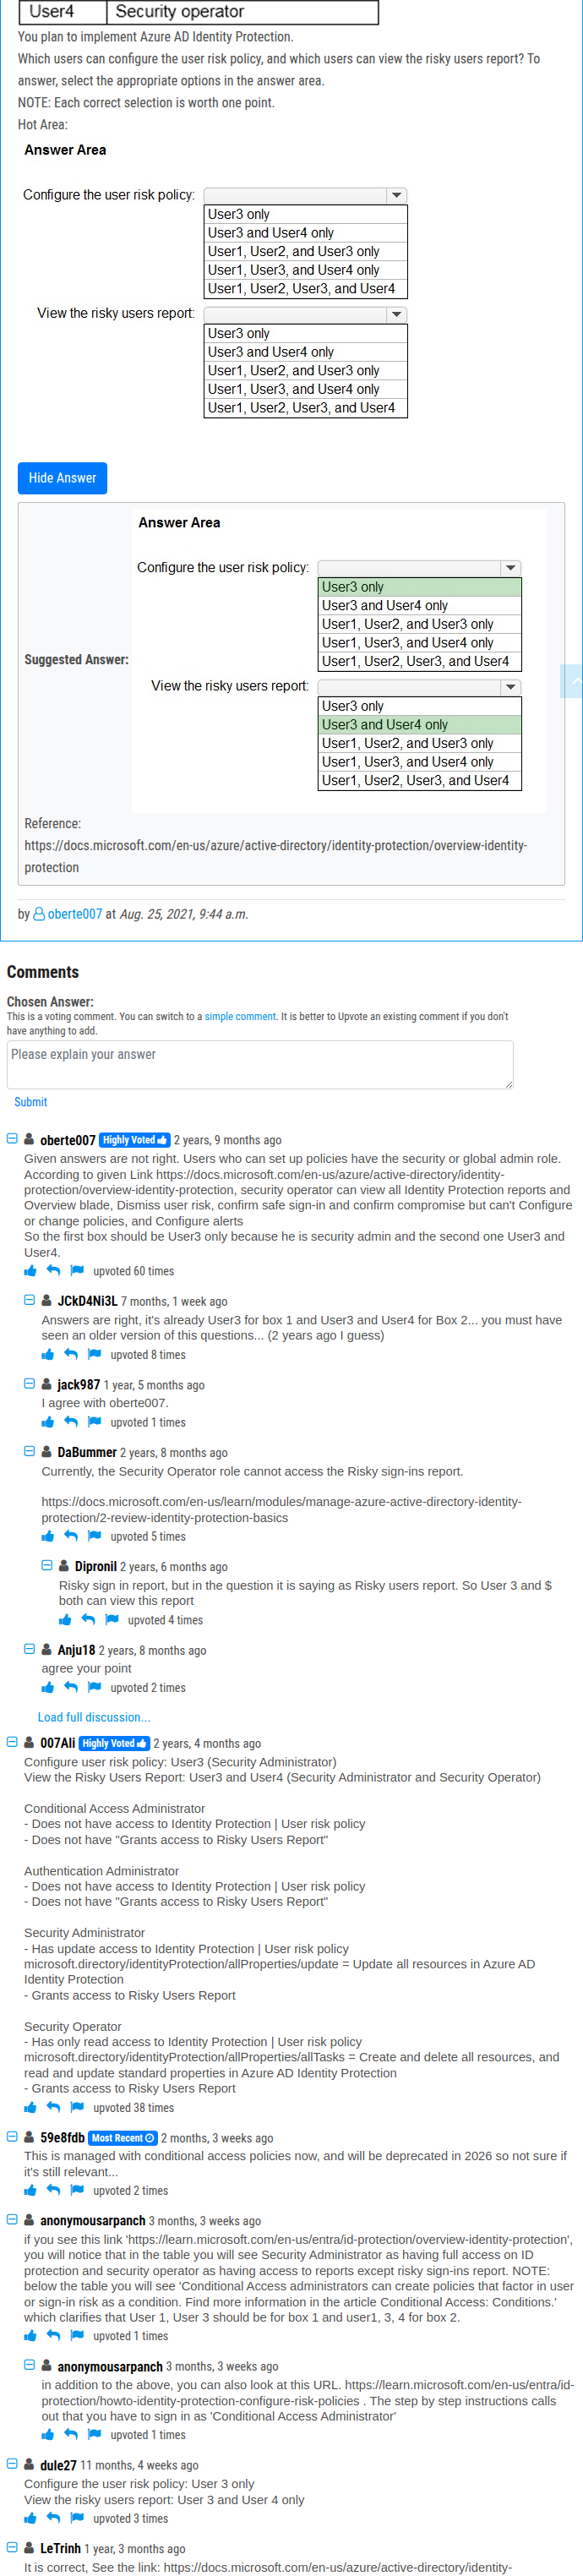 User4 Security operator
You plan to implement Azure AD Identity Protection.
Which users can configure the user risk policy, and which users can view the risky users report? To
answer, select the appropriate options in the answer area.
NOTE: Each correct selection is worth one point.
Hot Area:
Answer Area
Configure the user risk policy:
User3 only
User3 and User4 only
User1, User2, and User3 only
User1, User3, and User4 only
User1, User2, User3, and User4
View the risky users report:
User3 only
User3 and User4 only
User1, User2, and User3 only
User1, User3, and User4 only
User1, User2, User3, and User4
Hide Answer
Suggested Answer:
Answer Area
Configure the user risk policy:
User3 only
User3 and User4 only
User1, User2, and User3 only
User1, User3, and User4 only
User1, User2, User3, and User4
View the risky users report:
User3 only
User3 and User4 only
User1, User2, and User3 only
User1, User3, and User4 only
User1, User2, User3, and User4
Reference:
https://docs.microsoft.com/en-us/azure/active-directory/identity-protection/overview-identity-
protection
by oberte007 at Aug. 25, 2021, 9:44 a.m.
Comments
Chosen Answer:
This is a voting comment. You can switch to a simple comment. It is better to Upvote an existing comment if you don't
have anything to add.
Please explain your answer
Submit
oberte007 Highly Voted 2 years, 9 months ago
Given answers are not right. Users who can set up policies have the security or global admin role.
According to given Link https://docs.microsoft.com/en-us/azure/active-directory/identity-
protection/overview-identity-protection, security operator can view all Identity Protection reports and
Overview blade, Dismiss user risk, confirm safe sign-in and confirm compromise but can't Configure
or change policies, and Configure alerts
So the first box should be User3 only because he is security admin and the second one User3 and
User4.
upvoted 60 times
JCkD4Ni3L 7 months, 1 week ago
Answers are right, it's already User3 for box 1 and User3 and User4 for Box 2... you must have
seen an older version of this questions... (2 years ago I guess)
upvoted 8 times
jack987 1 year, 5 months ago
I agree with oberte007.
upvoted 1 times
DaBummer 2 years, 8 months ago
Currently, the Security Operator role cannot access the Risky sign-ins report.
https://docs.microsoft.com/en-us/learn/modules/manage-azure-active-directory-identity-
protection/2-review-identity-protection-basics
upvoted 5 times
Dipronil 2 years, 6 months ago
Risky sign in report, but in the question it is saying as Risky users report. So User 3 and $
both can view this report
upvoted 4 times
Anju18 2 years, 8 months ago
agree your point
upvoted 2 times
Load full discussion...
007Ali Highly Voted 2 years, 4 months ago
Configure user risk policy: User3 (Security Administrator)
View the Risky Users Report: User3 and User4 (Security Administrator and Security Operator)
Conditional Access Administrator
- Does not have access to Identity Protection | User risk policy
- Does not have "Grants access to Risky Users Report"
Authentication Administrator
- Does not have access to Identity Protection | User risk policy
- Does not have "Grants access to Risky Users Report"
Security Administrator
- Has update access to Identity Protection | User risk policy
microsoft.directory/identityProtection/allProperties/update = Update all resources in Azure AD
Identity Protection
- Grants access to Risky Users Report
Security Operator
- Has only read access to Identity Protection | User risk policy
microsoft.directory/identityProtection/allProperties/allTasks = Create and delete all resources, and
read and update standard properties in Azure AD Identity Protection
- Grants access to Risky Users Report
upvoted 38 times
59e8fdb Most Recent 2 months, 3 weeks ago
This is managed with conditional access policies now, and will be deprecated in 2026 so not sure if
it's still relevant...
upvoted 2 times
anonymousarpanch 3 months, 3 weeks ago
if you see this link 'https://learn.microsoft.com/en-us/entra/id-protection/overview-identity-protection',
you will notice that in the table you will see Security Administrator as having full access on ID
protection and security operator as having access to reports except risky sign-ins report. NOTE:
below the table you will see 'Conditional Access administrators can create policies that factor in user
or sign-in risk as a condition. Find more information in the article Conditional Access: Conditions.'
which clarifies that User 1, User 3 should be for box 1 and user1, 3, 4 for box 2.
upvoted 1 times
anonymousarpanch 3 months, 3 weeks ago
in addition to the above, you can also look at this URL. https://learn.microsoft.com/en-us/entra/id-
protection/howto-identity-protection-configure-risk-policies . The step by step instructions calls
out that you have to sign in as 'Conditional Access Administrator'
upvoted 1 times
dule27 11 months, 4 weeks ago
Configure the user risk policy: User 3 only
View the risky users report: User 3 and User 4 only
upvoted 3 times
LeTrinh 1 year, 3 months ago
It is correct, See the link: https://docs.microsoft.com/en-us/azure/active-directory/identity-